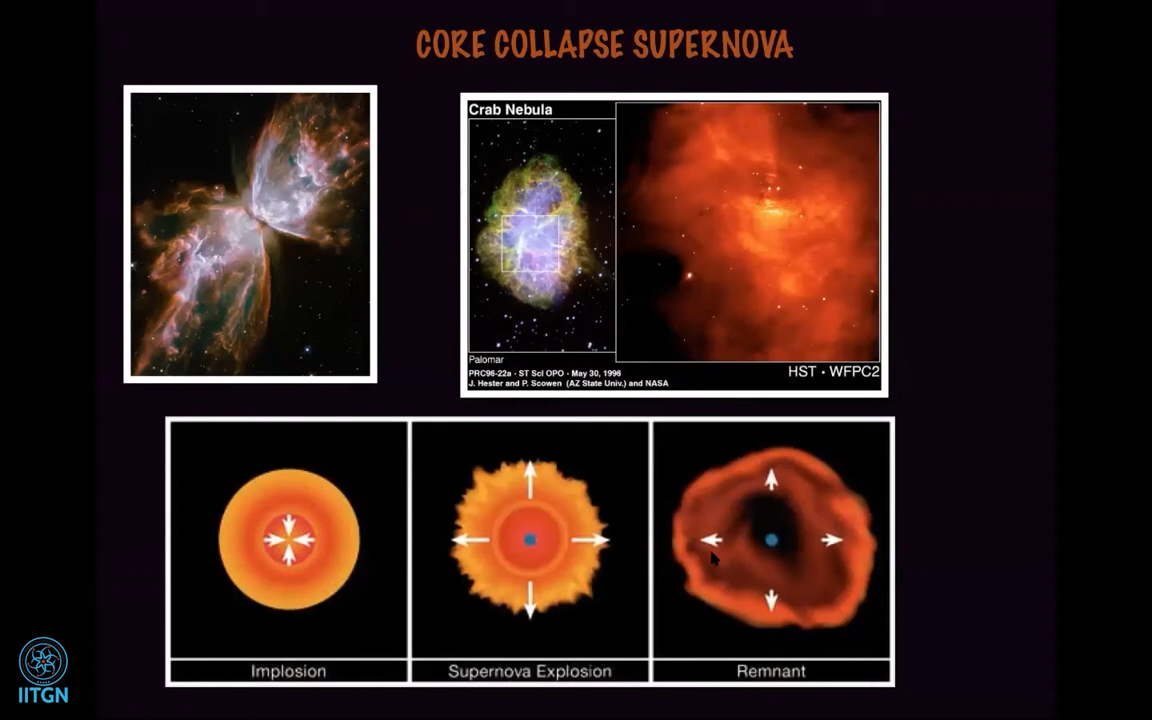 CORE COLLAPSE SUPERNOVA
Crab Nebula
Palomar
PRC96-22a • ST ScI OPO • May 30, 1996
J. Hester and P. Scowen (AZ State Univ.) and NASA
HST • WFPC2
Implosion
Supernova Explosion
Remnant
IITGN